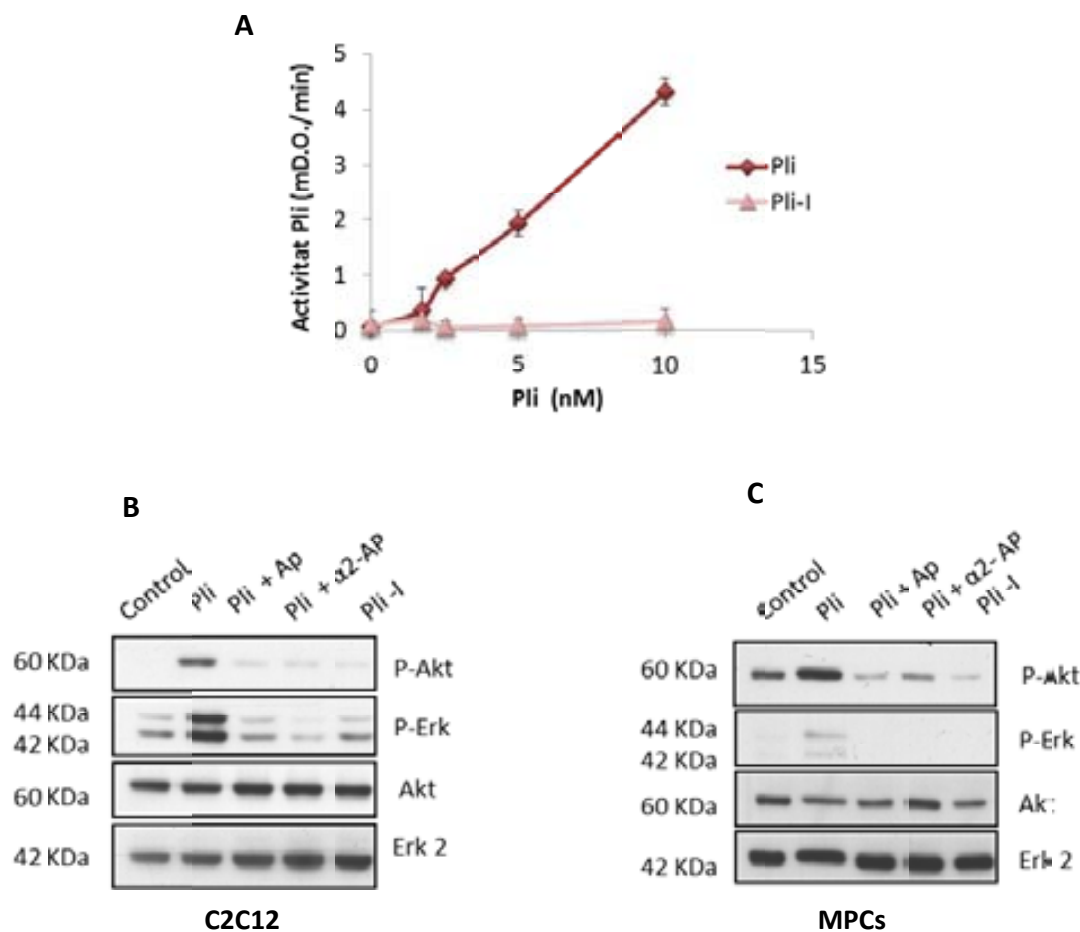 A
Activitat Pli (mD.O./min)
5
4
3
2
1
0
0 5 10 15
Pli (nM)
Pli
Pli-I
B
Control Pli Pli + Ap Pli + α2-AP Pli -I
60 KDa P-Akt
44 KDa
42 KDa P-Erk
60 KDa Akt
42 KDa Erk 2
C2C12
C
Control Pli Pli + Ap Pli + α2-AP Pli -I
60 KDa P-Akt
44 KDa
42 KDa P-Erk
60 KDa Ak
42 KDa Erk 2
MPCs